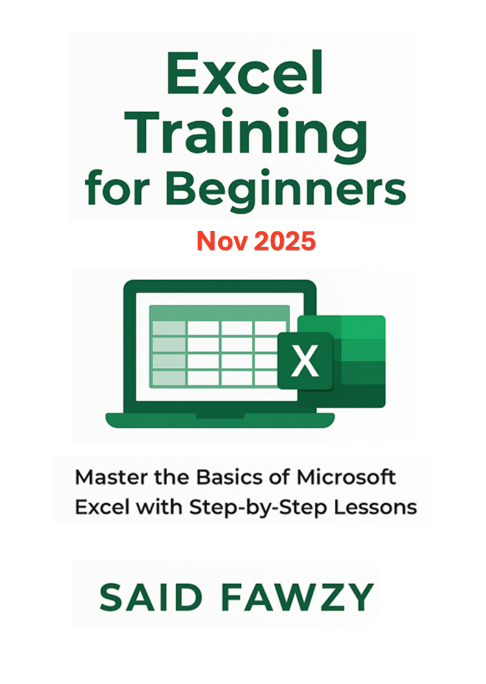 Excel
Training
for Beginners
Nov 2025
X
Master the Basics of Microsoft
Excel with Step-by-Step Lessons
SAID FAWZY